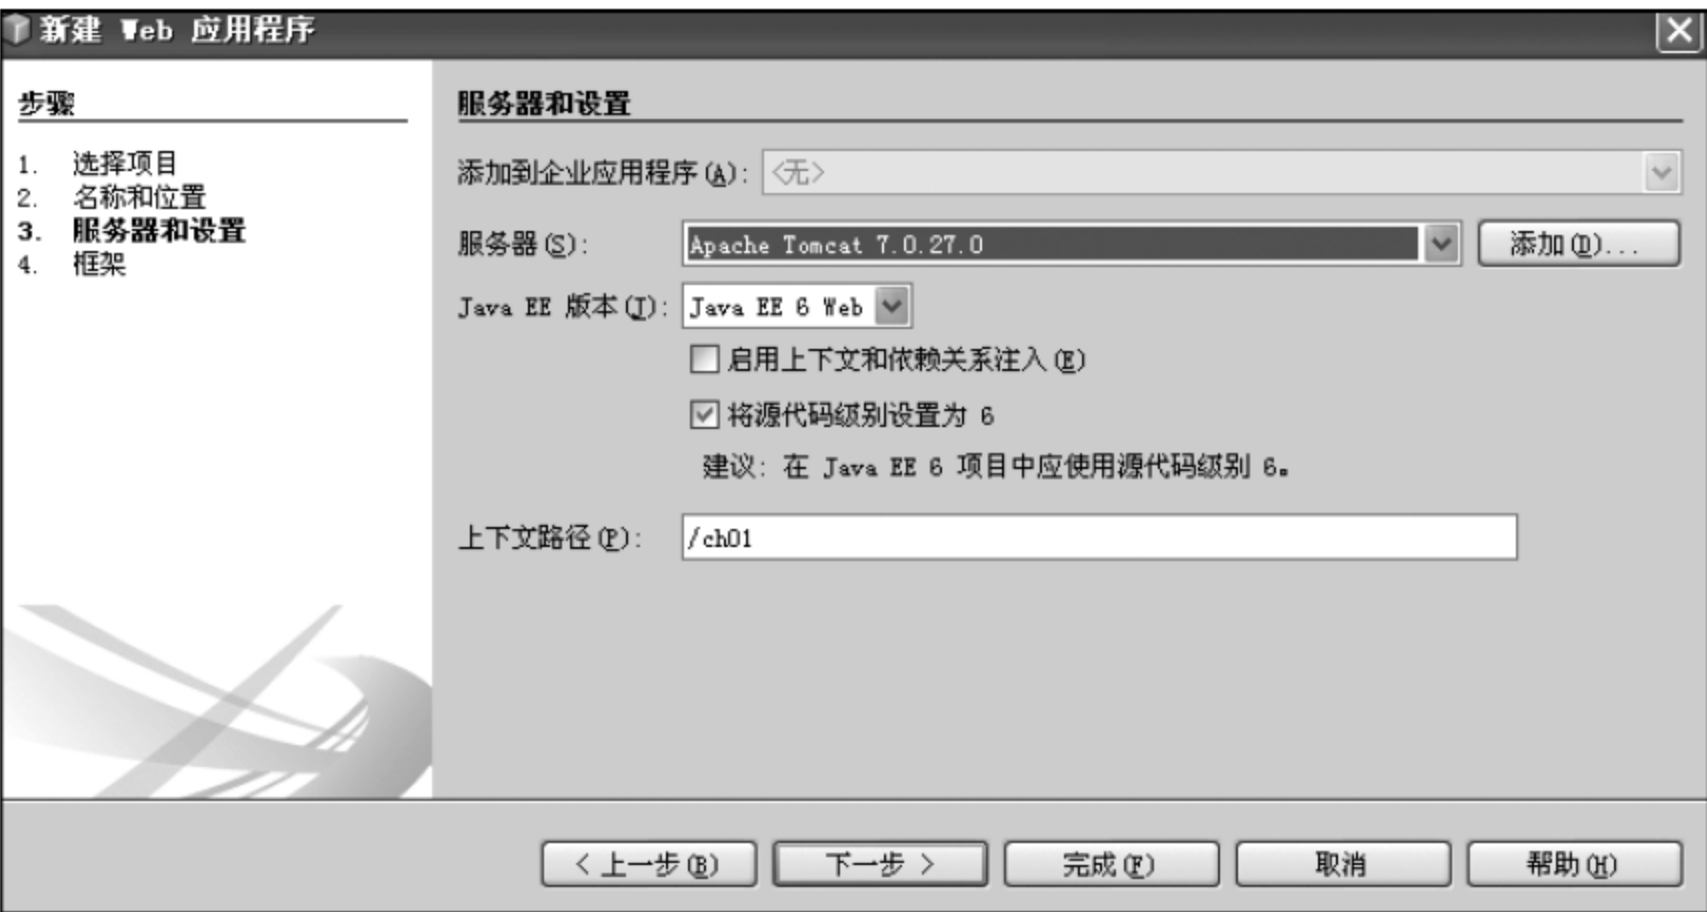 新建 Web 应用程序
步骤
1. 选择项目
2. 名称和位置
3. 服务器和设置
4. 框架
服务器和设置
添加到企业应用程序(A): <无>
服务器(S): Apache Tomcat 7.0.27.0 添加(D)...
Java EE 版本(J): Java EE 6 Web
启用上下文和依赖关系注入(E)
将源代码级别设置为 6
建议: 在 Java EE 6 项目中应使用源代码级别 6。
上下文路径(P): /ch01
< 上一步(B) 下一步 > 完成(F) 取消 帮助(H)